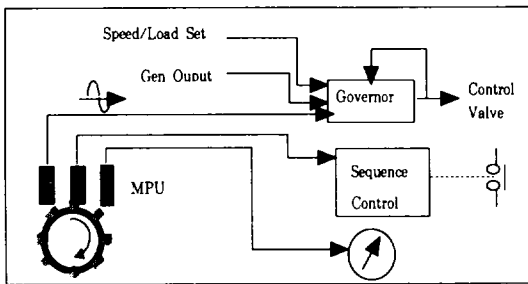 Speed/Load Set
Gen Ouput
Governor
Control
Valve
MPU
Sequence
Control